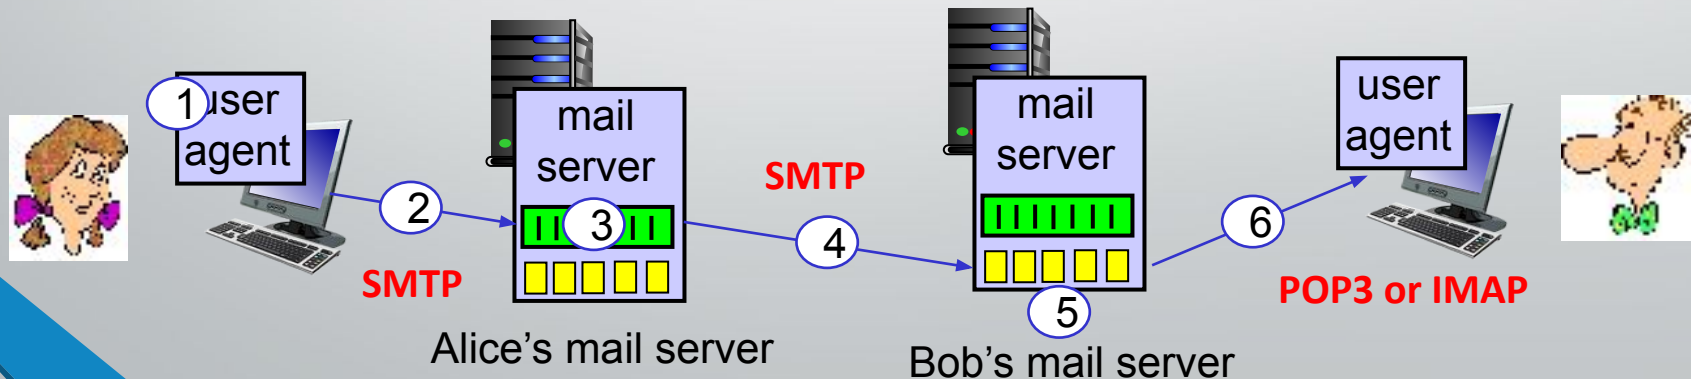 1
user
agent
2
SMTP
mail
server
3
Alice's mail server
SMTP
4
mail
server
5
Bob's mail server
6
POP3 or IMAP
user
agent